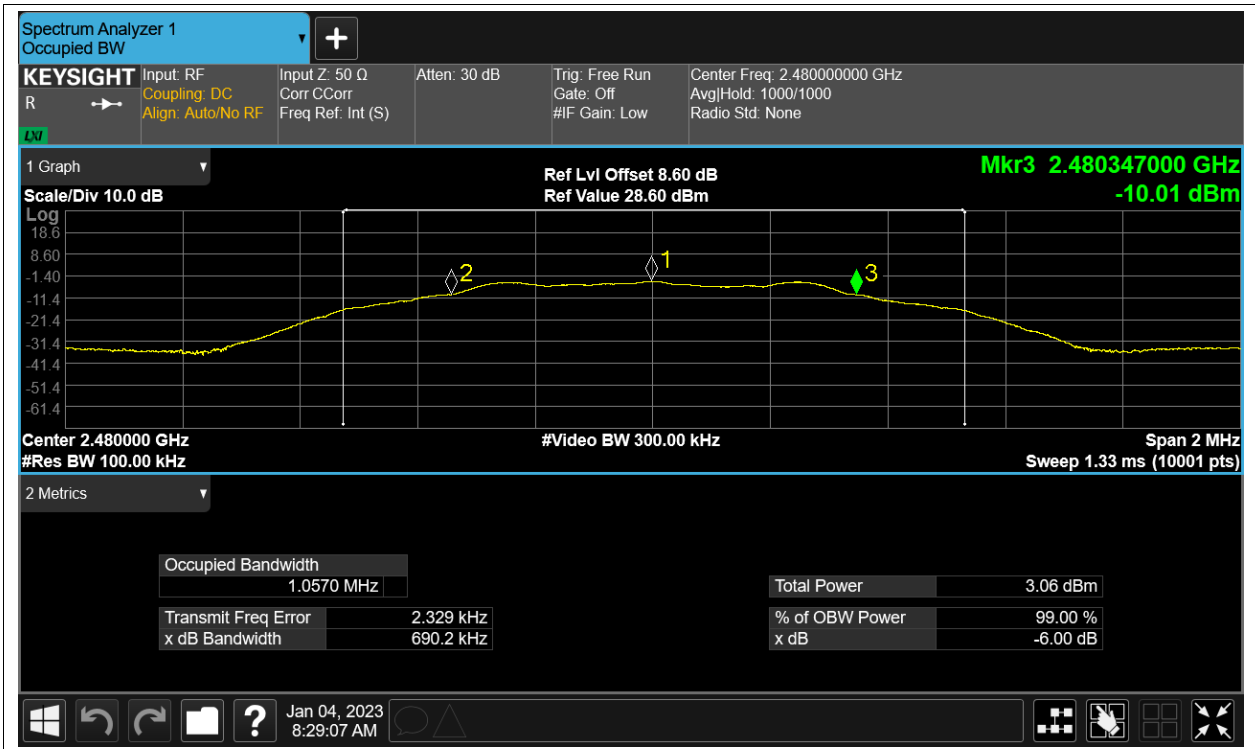 Spectrum Analyzer 1
Occupied BW
KEYSIGHT
R
LXI
Input: RF
Coupling: DC
Align: Auto/No RF
Input Z: 50 Ω
Corr CCorr
Freq Ref: Int (S)
Atten: 30 dB
Trig: Free Run
Gate: Off
#IF Gain: Low
Center Freq: 2.480000000 GHz
Avg|Hold: 1000/1000
Radio Std: None
1 Graph
Scale/Div 10.0 dB
Ref Lvl Offset 8.60 dB
Ref Value 28.60 dBm
Mkr3 2.480347000 GHz
-10.01 dBm
Log
18.6
8.60
-1.40
-11.4
-21.4
-31.4
-41.4
-51.4
-61.4
2
1
3
Center 2.480000 GHz
#Res BW 100.00 kHz
#Video BW 300.00 kHz
Span 2 MHz
Sweep 1.33 ms (10001 pts)
2 Metrics
Occupied Bandwidth
1.0570 MHz
Transmit Freq Error 2.329 kHz
x dB Bandwidth 690.2 kHz
Total Power 3.06 dBm
% of OBW Power 99.00 %
x dB -6.00 dB
?
Jan 04, 2023
8:29:07 AM